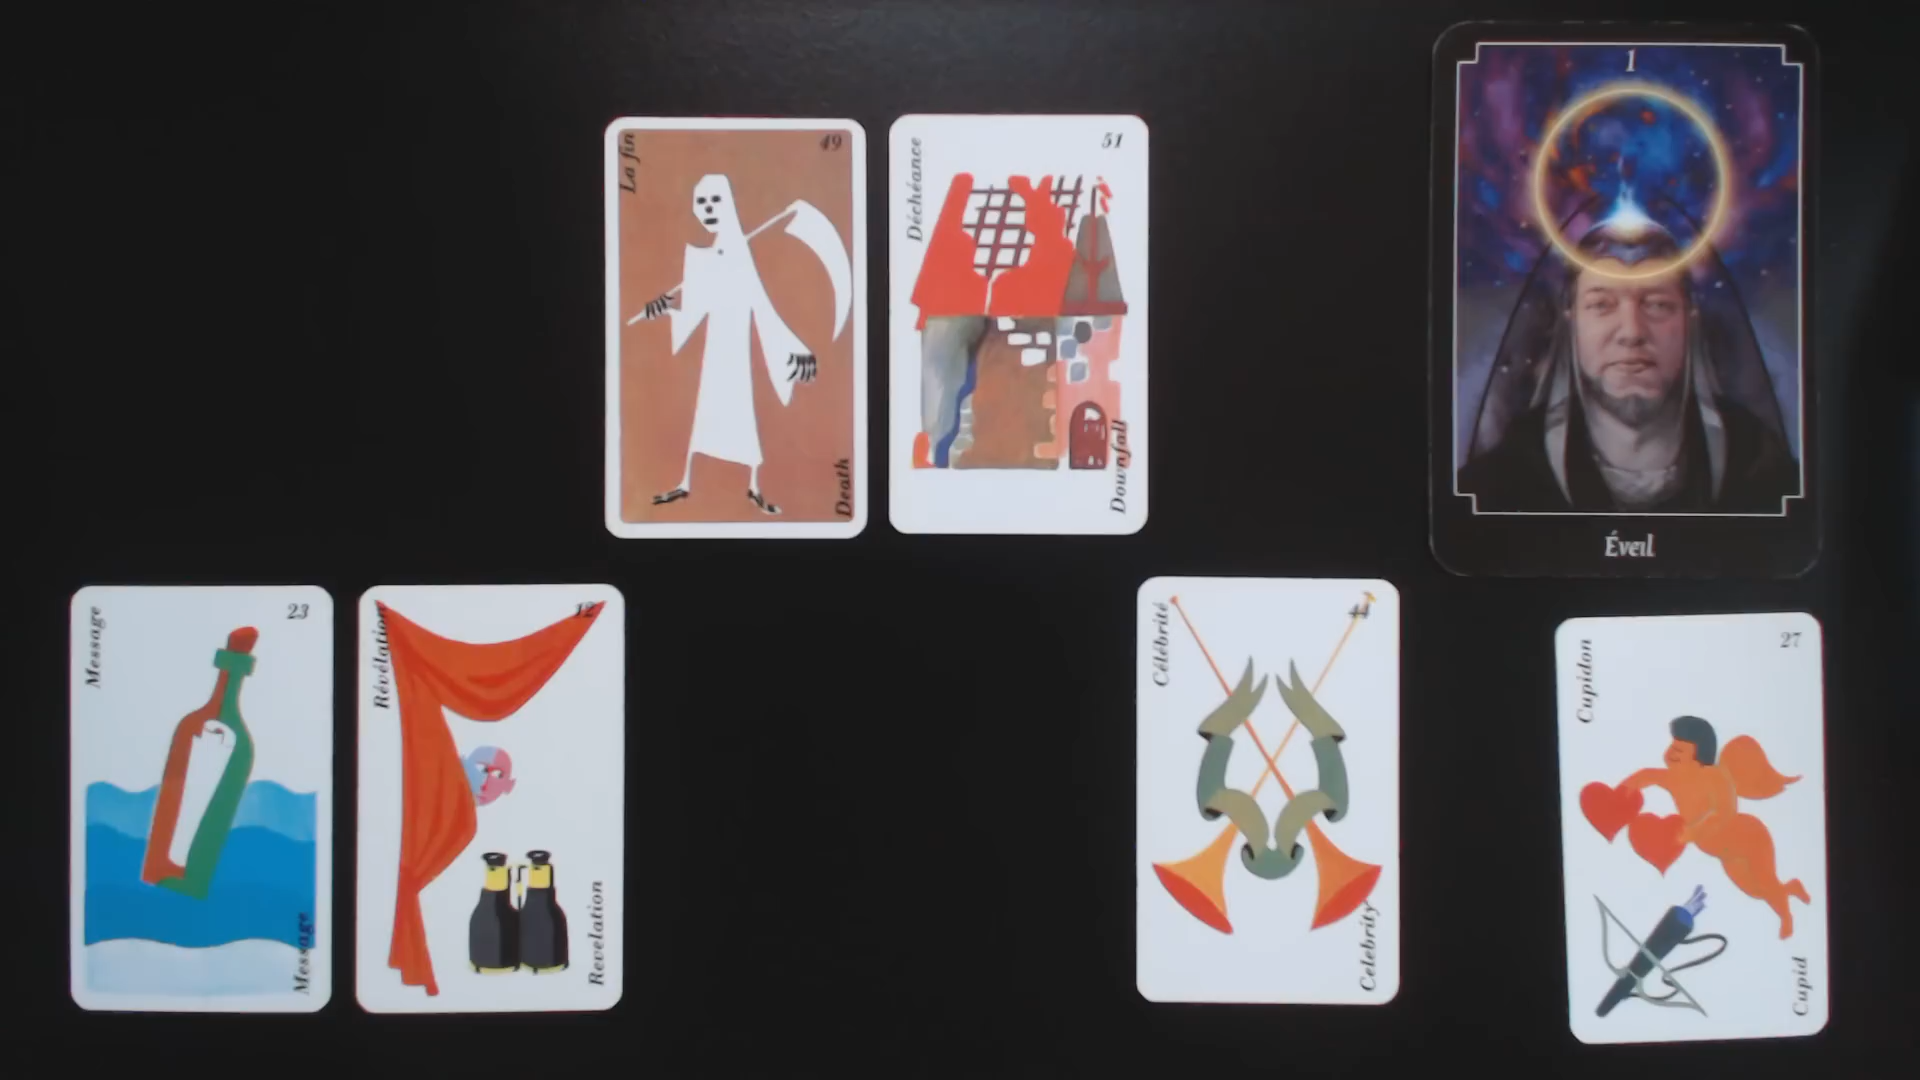 La fin
49
Death
Déchéance
51
Downfall
1
Éveil
Message
23
Message
Révélation
12
Revelation
Célébrité
44
Celebrity
Cupidon
27
Cupid